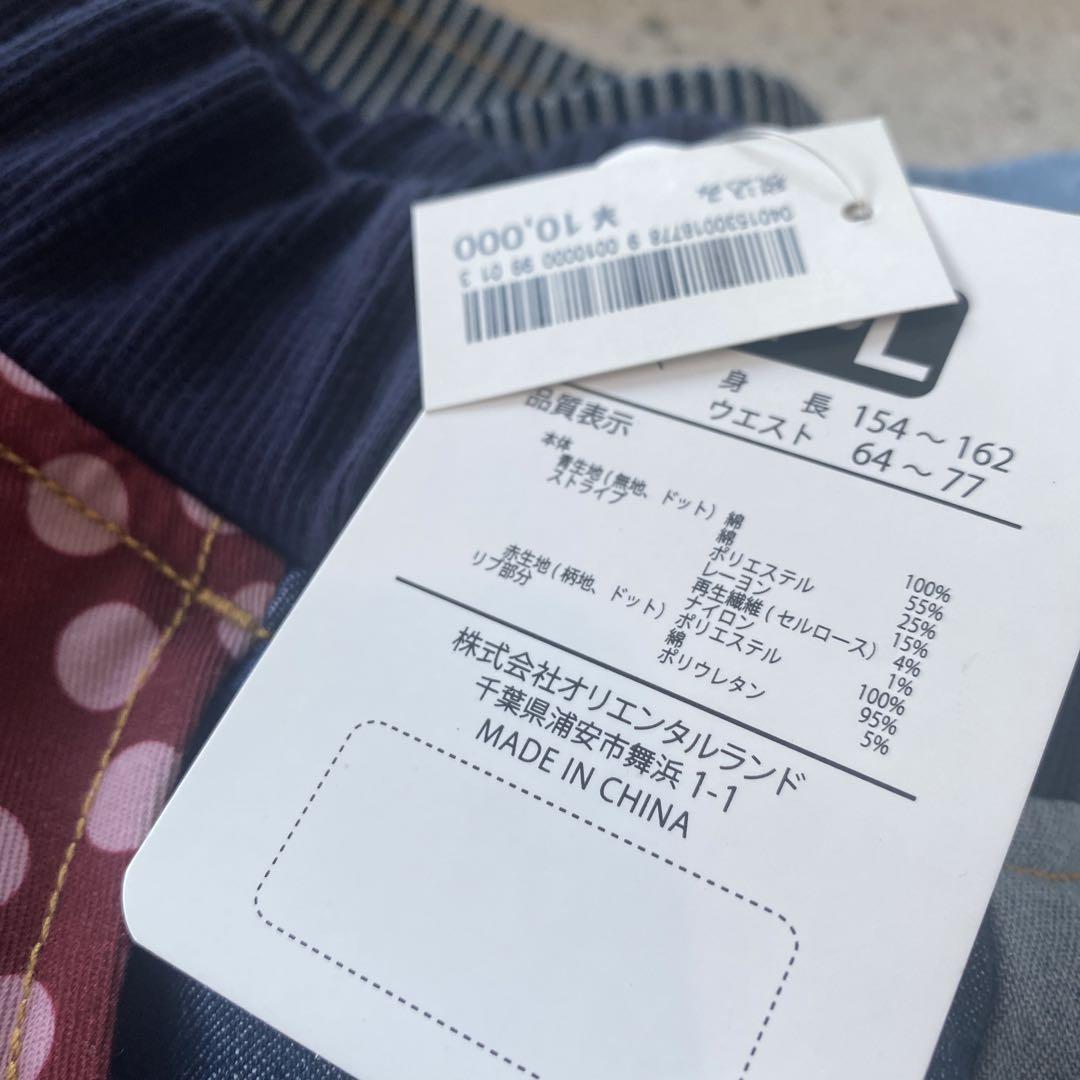 税込み
¥ 10,000
0401530018778 9 0010000 99 01 3
L
身長 154～162
ウエスト 64～77
品質表示
本体
青生地(無地、ドット) 綿 100%
ストライプ 綿 55%
ポリエステル 25%
レーヨン 15%
再生繊維(セルロース) 4%
ナイロン 1%
赤生地(柄地、ドット) ポリエステル 100%
リブ部分 綿 95%
ポリウレタン 5%
株式会社オリエンタルランド
千葉県浦安市舞浜 1-1
MADE IN CHINA